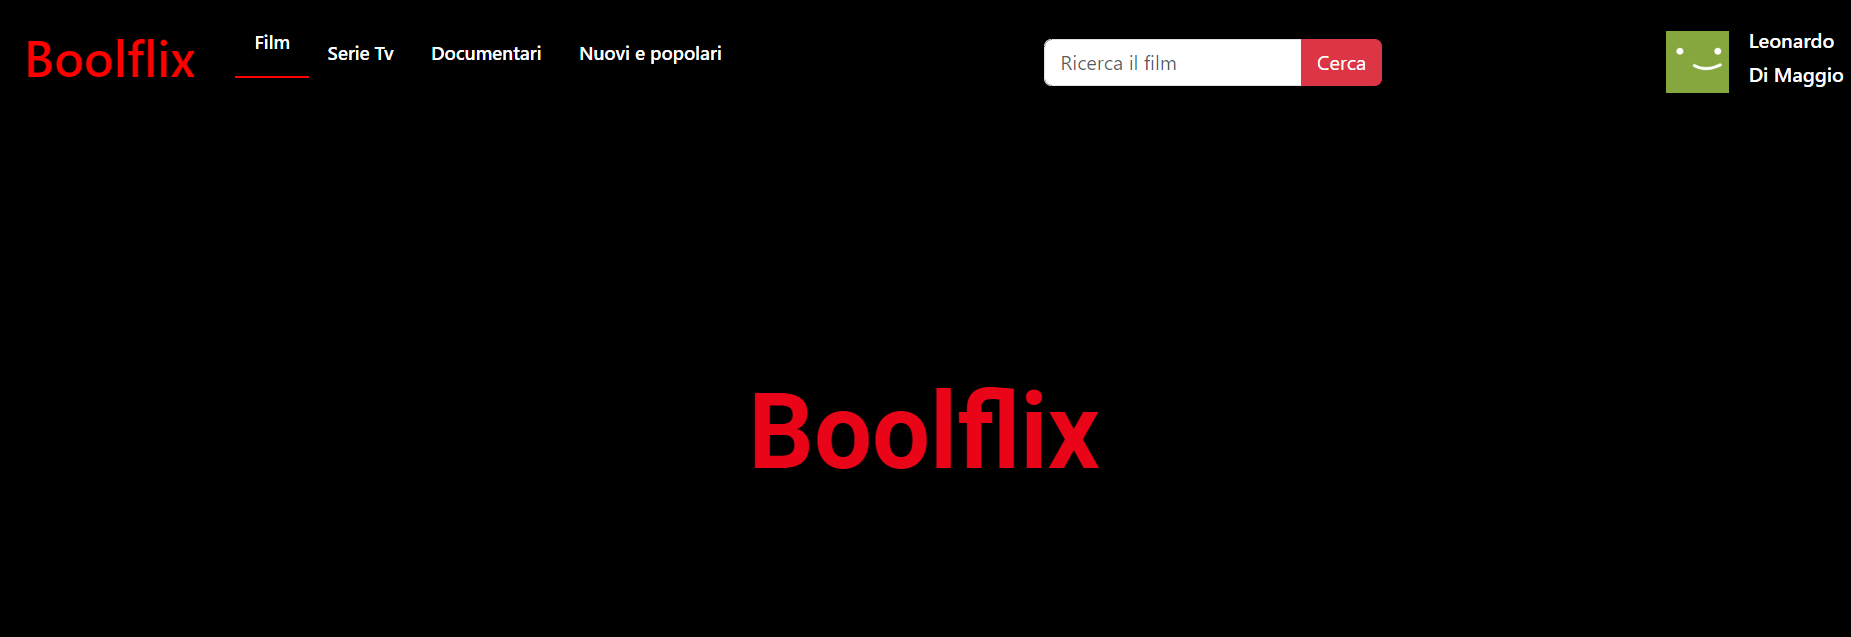 Boolflix
Film
Serie Tv
Documentari
Nuovi e popolari
Ricerca il film
Cerca
Leonardo
Di Maggio
Boolflix